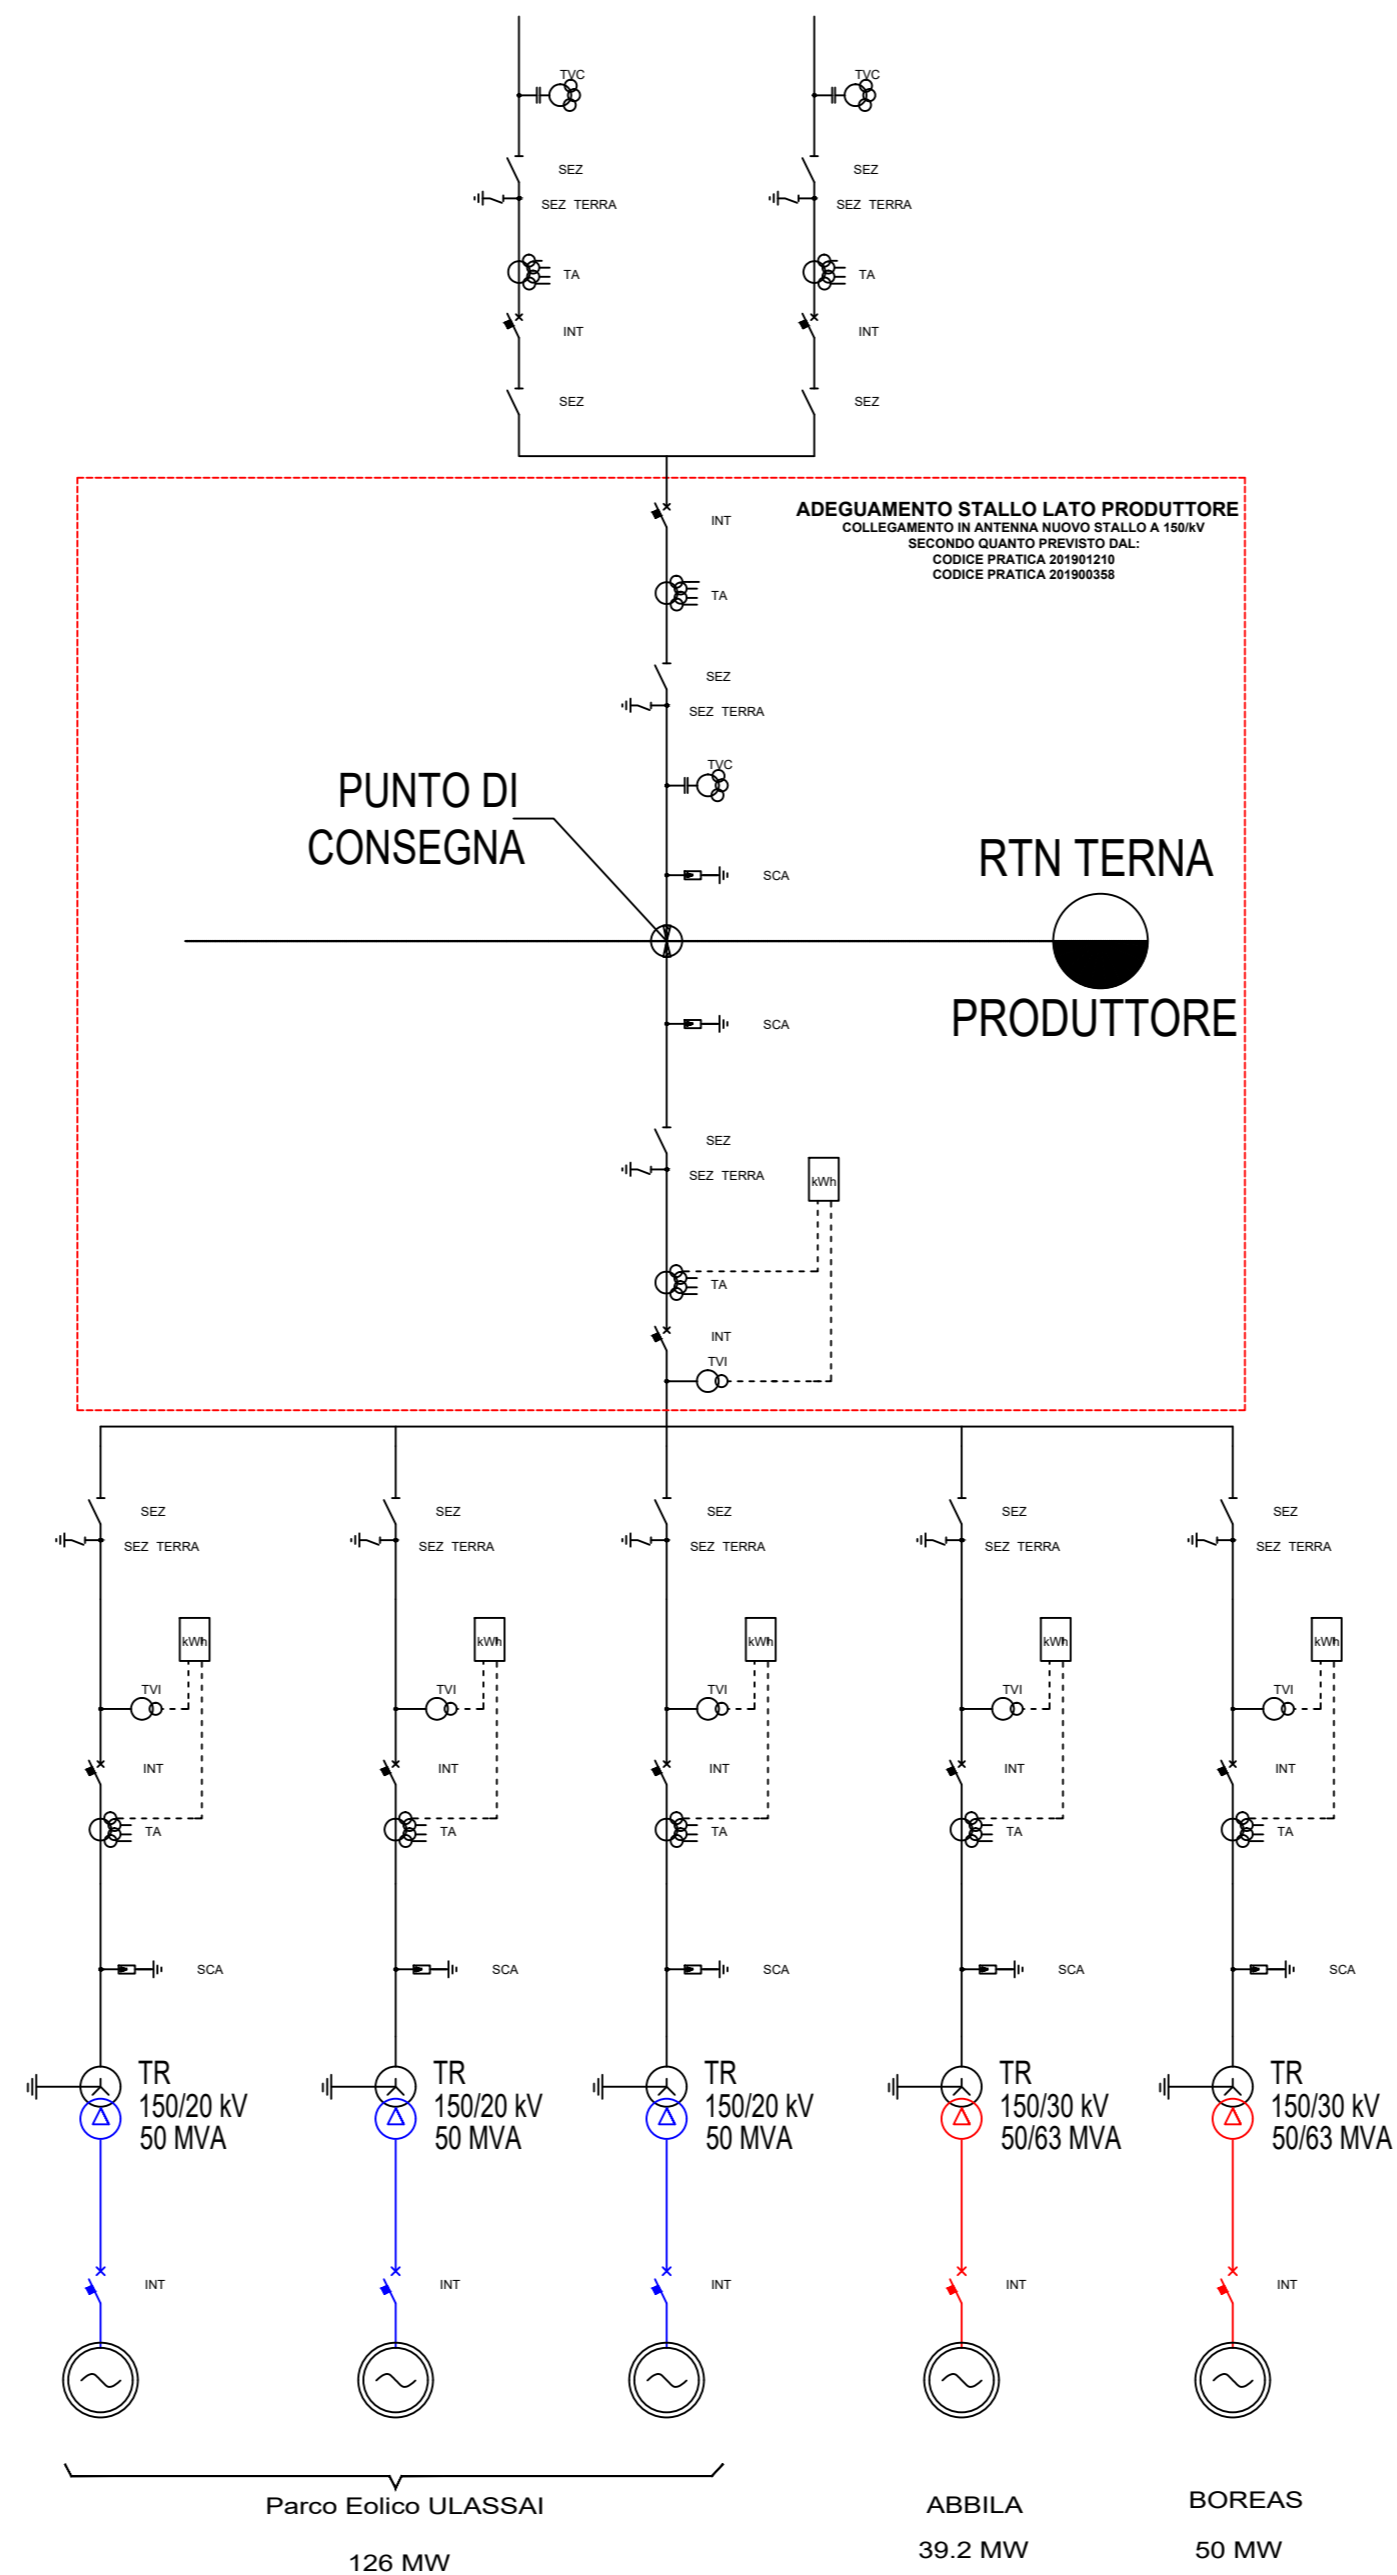 TVC TVC
SEZ SEZ
SEZ TERRA SEZ TERRA
TA TA
INT INT
SEZ SEZ
ADEGUAMENTO STALLO LATO PRODUTTORE
COLLEGAMENTO IN ANTENNA NUOVO STALLO A 150/kV
SECONDO QUANTO PREVISTO DAL:
CODICE PRATICA 201901210
CODICE PRATICA 201900358
INT
TA
SEZ
SEZ TERRA
TVC
PUNTO DI
CONSEGNA
RTN TERNA
SCA
PRODUTTORE
SCA
SEZ
SEZ TERRA
kWh
TA
INT
TVI
SEZ SEZ SEZ SEZ SEZ
SEZ TERRA SEZ TERRA SEZ TERRA SEZ TERRA SEZ TERRA
kWh kWh kWh kWh kWh
TVI TVI TVI TVI TVI
INT INT INT INT INT
TA TA TA TA TA
SCA SCA SCA SCA SCA
TR TR TR TR TR
150/20 kV 150/20 kV 150/20 kV 150/30 kV 150/30 kV
50 MVA 50 MVA 50 MVA 50/63 MVA 50/63 MVA
INT INT INT INT INT
Parco Eolico ULASSAI
126 MW
ABBILA
39.2 MW
BOREAS
50 MW